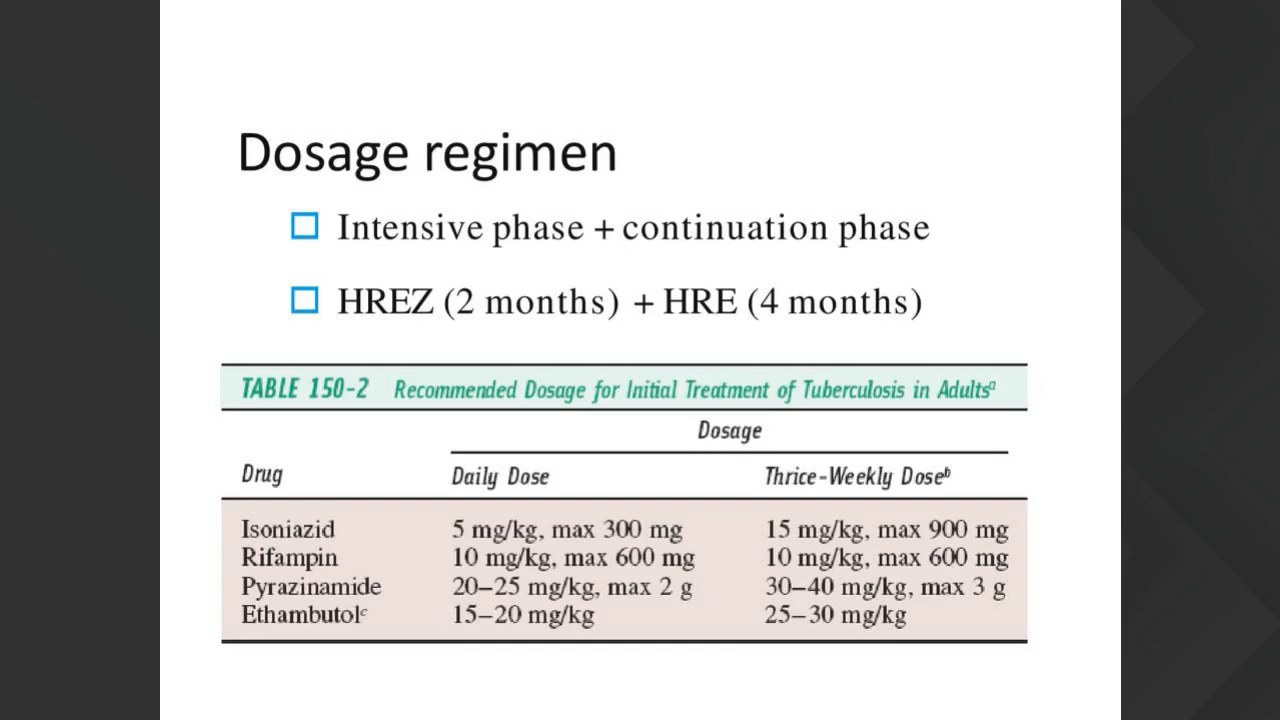 Dosage regimen
Intensive phase + continuation phase
HREZ (2 months) + HRE (4 months)
TABLE 150-2 Recommended Dosage for Initial Treatment of Tuberculosis in Adultsᵃ
Dosage
Drug Daily Dose Thrice-Weekly Doseᵇ
Isoniazid 5 mg/kg, max 300 mg 15 mg/kg, max 900 mg
Rifampin 10 mg/kg, max 600 mg 10 mg/kg, max 600 mg
Pyrazinamide 20–25 mg/kg, max 2 g 30–40 mg/kg, max 3 g
Ethambutolᶜ 15–20 mg/kg 25–30 mg/kg